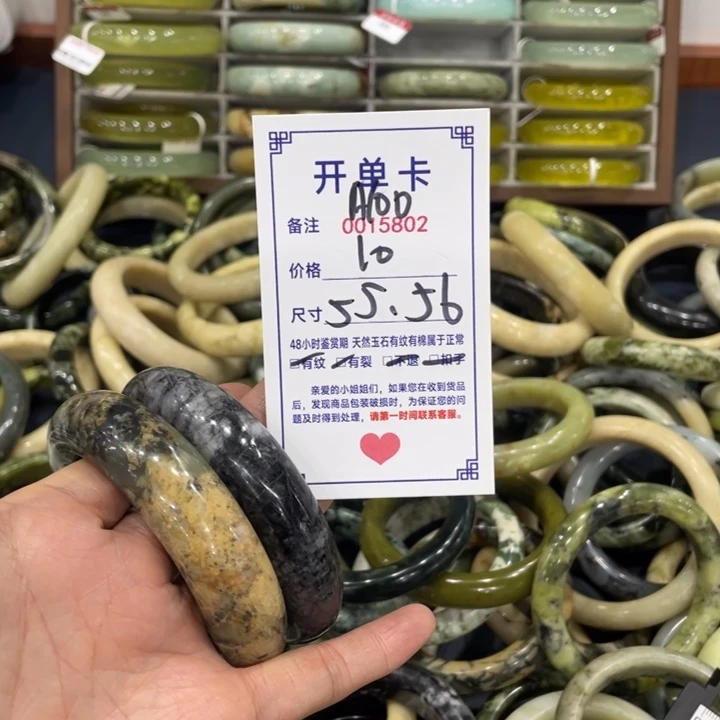 开单卡
备注 0015802 A100
价格 10
尺寸 55.56
48小时鉴赏期 天然玉石有纹有棉属于正常
☑有纹 ☑有裂 ☑不退 ☑扣子
亲爱的小姐姐们，如果您在收到货品
后，发现商品包装破损时，为保证您的问
题及时得到处理，请第一时间联系客服。